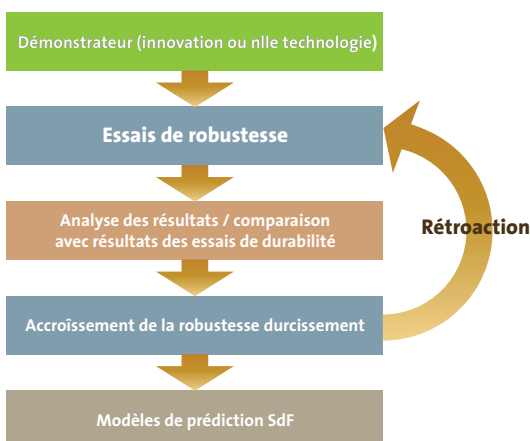 Démonstrateur (innovation ou nlle technologie)
Essais de robustesse
Analyse des résultats / comparaison
avec résultats des essais de durabilité
Rétroaction
Accroîssement de la robustesse durcissement
Modèles de prédiction SdF